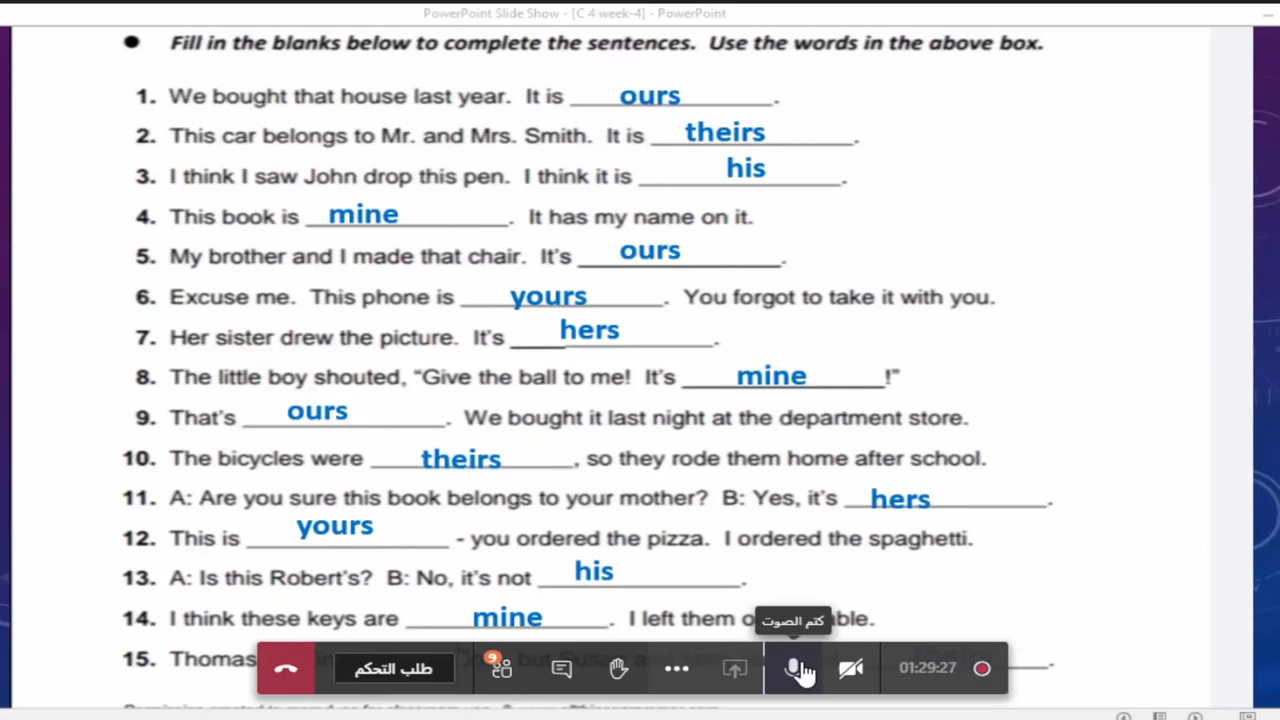 PowerPoint Slide Show - [C 4 week-4] - PowerPoint
● Fill in the blanks below to complete the sentences. Use the words in the above box.
1. We bought that house last year. It is ours.
2. This car belongs to Mr. and Mrs. Smith. It is theirs.
3. I think I saw John drop this pen. I think it is his.
4. This book is mine. It has my name on it.
5. My brother and I made that chair. It's ours.
6. Excuse me. This phone is yours. You forgot to take it with you.
7. Her sister drew the picture. It's hers.
8. The little boy shouted, “Give the ball to me! It's mine!”
9. That's ours. We bought it last night at the department store.
10. The bicycles were theirs, so they rode them home after school.
11. A: Are you sure this book belongs to your mother? B: Yes, it's hers.
12. This is yours - you ordered the pizza. I ordered the spaghetti.
13. A: Is this Robert's? B: No, it's not his.
14. I think these keys are mine. I left them
كتم الصوت
15. Thomas
طلب التحكم
9
01:29:27